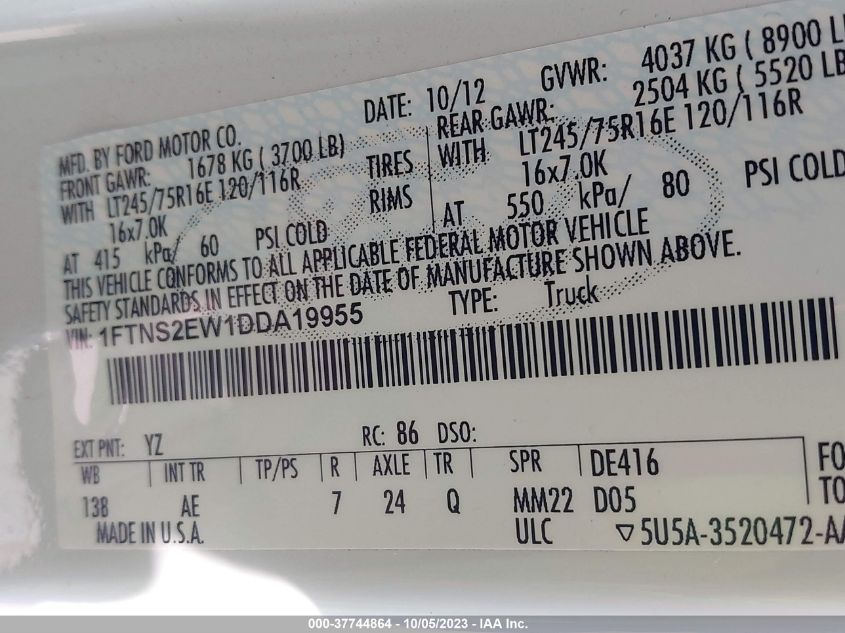 MFD. BY FORD MOTOR CO. DATE: 10/12 GVWR: 4037 KG ( 8900
FRONT GAWR: 1678 KG ( 3700 LB) REAR GAWR: 2504 KG ( 5520 LB
WITH LT245/75R16E 120/116R TIRES WITH LT245/75R16E 120/116R
16x7.0K RIMS 16x7.0K
AT 415 kPa/ 60 PSI COLD AT 550 kPa/ 80 PSI COLD
THIS VEHICLE CONFORMS TO ALL APPLICABLE FEDERAL MOTOR VEHICLE
SAFETY STANDARDS IN EFFECT ON THE DATE OF MANUFACTURE SHOWN ABOVE.
VIN: 1FTNS2EW1DDA19955 TYPE: Truck
EXT PNT: YZ RC: 86 DSO:
WB INT TR TP/PS R AXLE TR SPR DE416
138 AE 7 24 Q MM22 D05
MADE IN U.S.A. ULC ▽5U5A-3520472-A
000-37744864 - 10/05/2023 - IAA Inc.